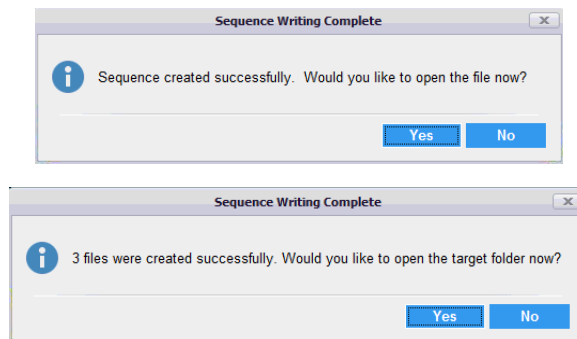 Sequence Writing Complete
Sequence created successfully. Would you like to open the file now?
Yes No
Sequence Writing Complete
3 files were created successfully. Would you like to open the target folder now?
Yes No